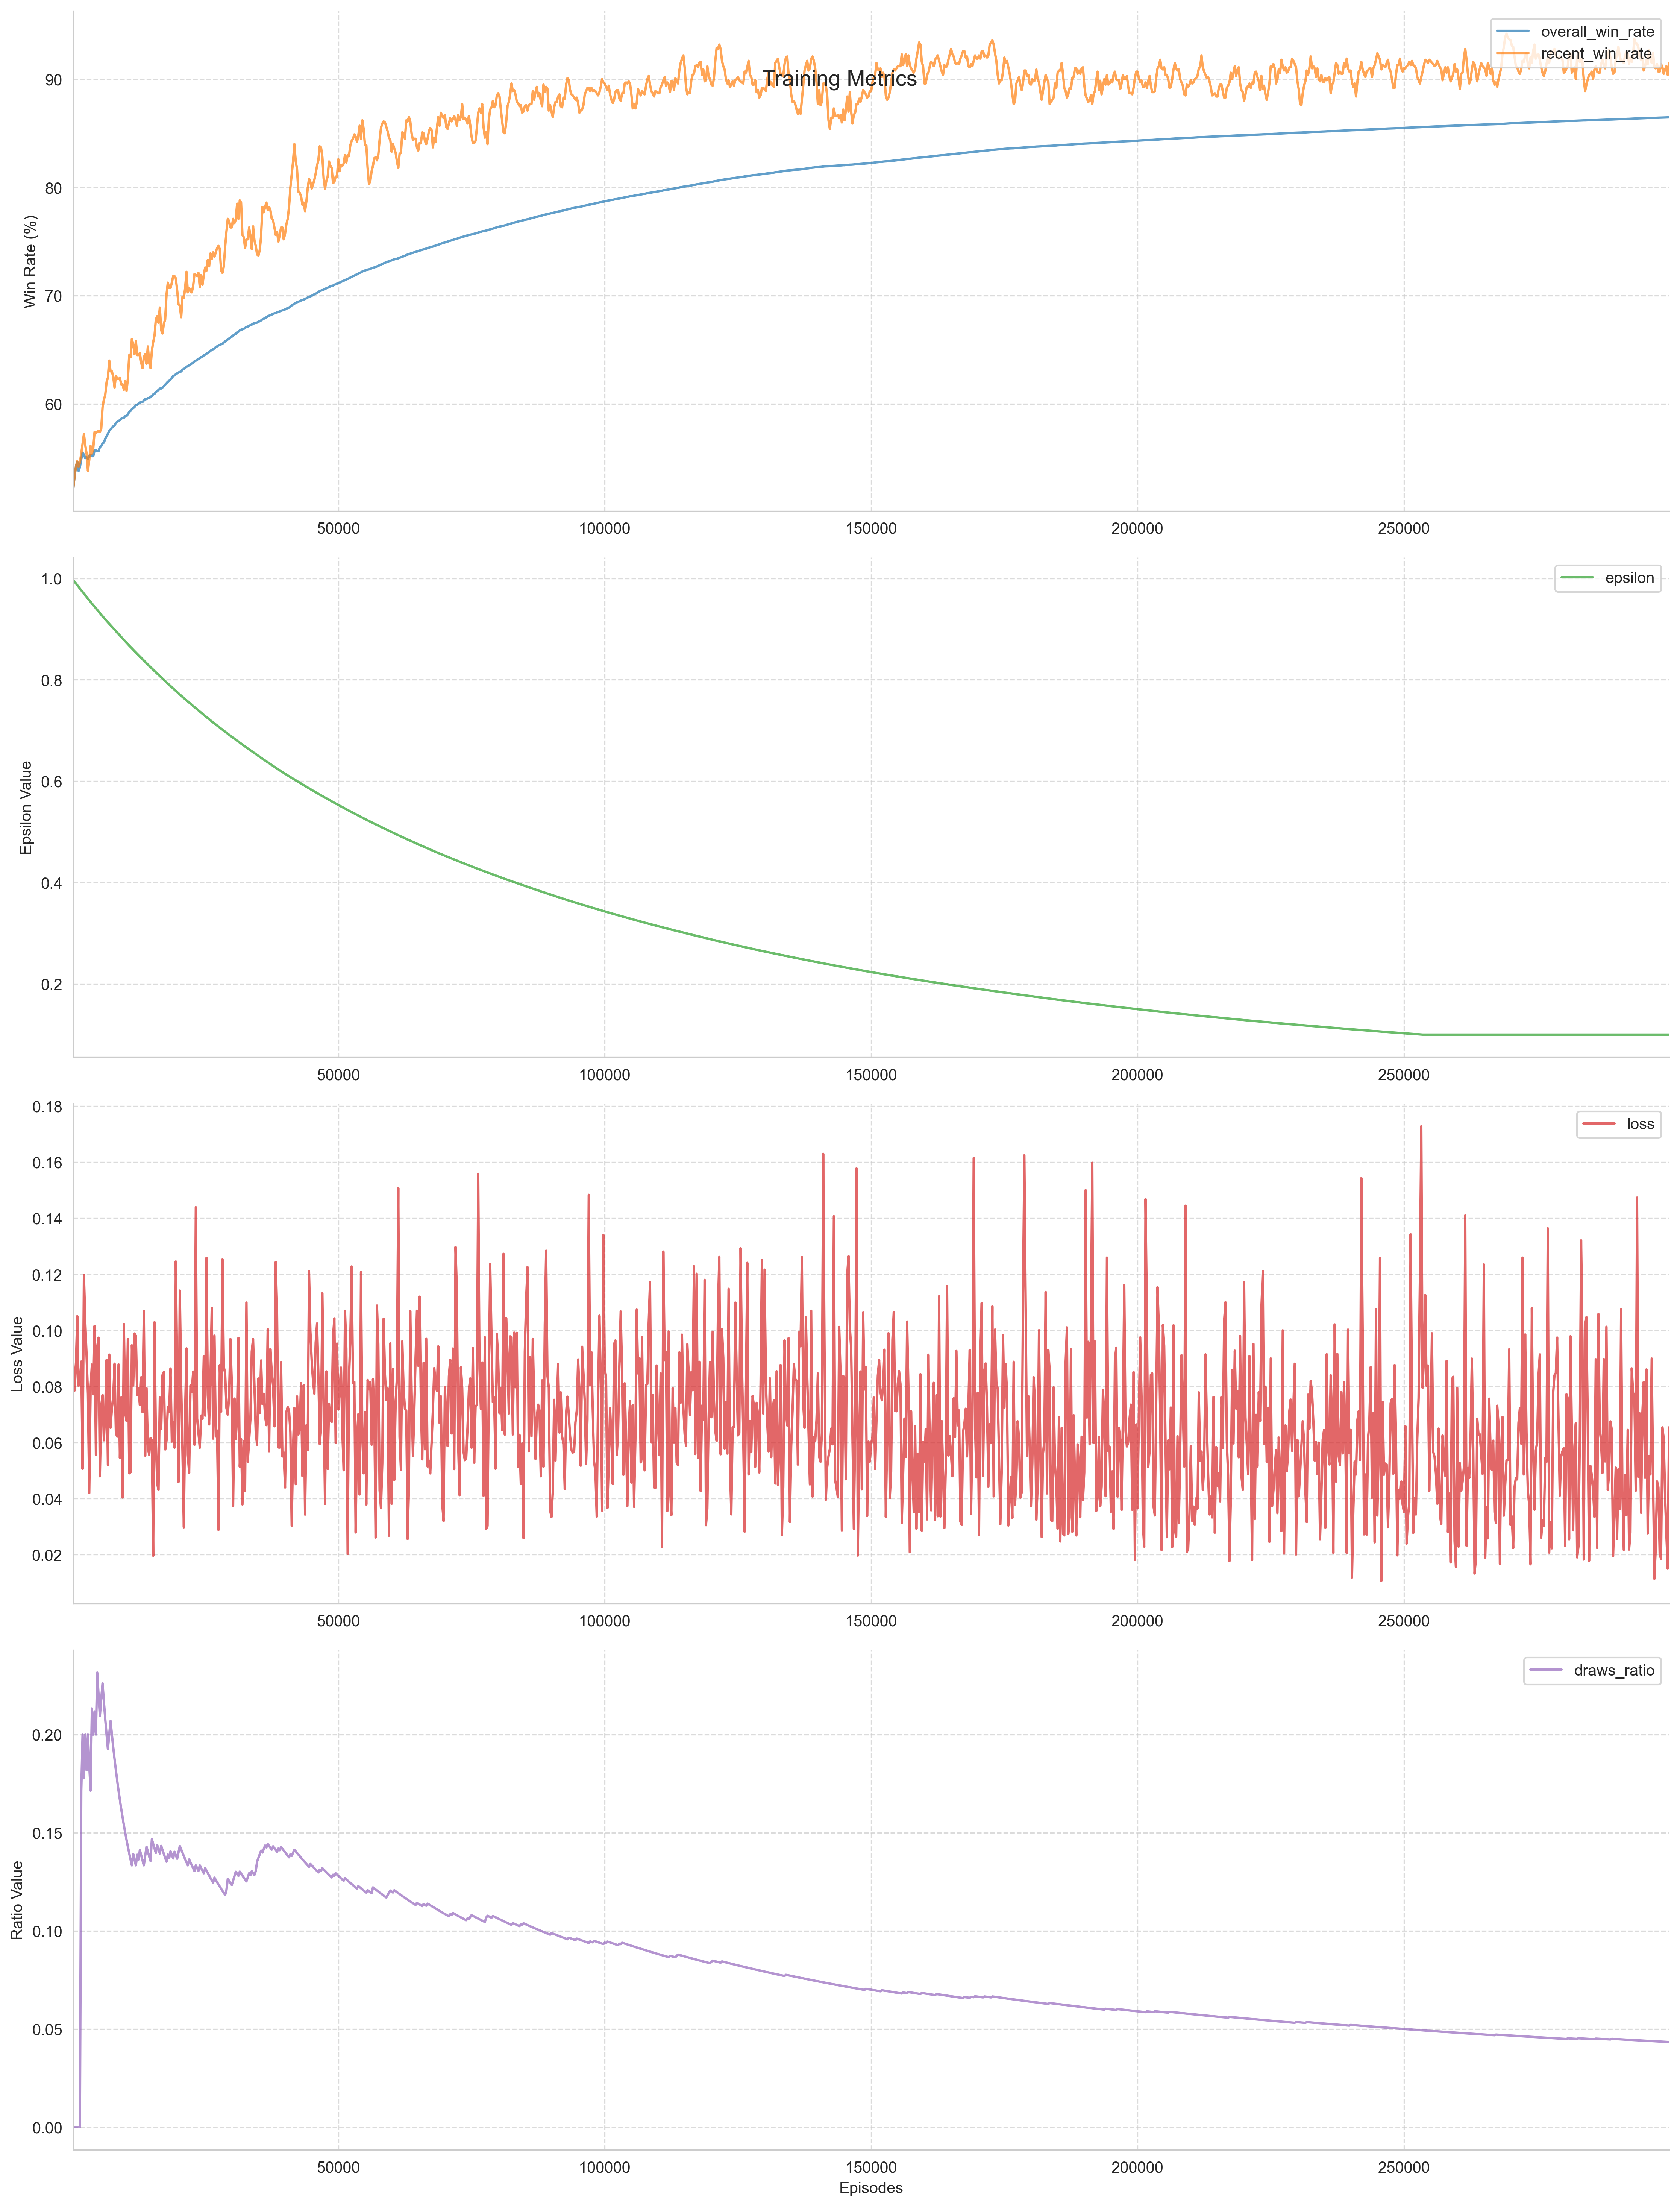 Training Metrics
overall_win_rate
recent_win_rate
Win Rate (%)
90
80
70
60
50000 100000 150000 200000 250000
epsilon
Epsilon Value
1.0
0.8
0.6
0.4
0.2
50000 100000 150000 200000 250000
loss
Loss Value
0.18
0.16
0.14
0.12
0.10
0.08
0.06
0.04
0.02
50000 100000 150000 200000 250000
draws_ratio
Ratio Value
0.20
0.15
0.10
0.05
0.00
50000 100000 150000 200000 250000
Episodes